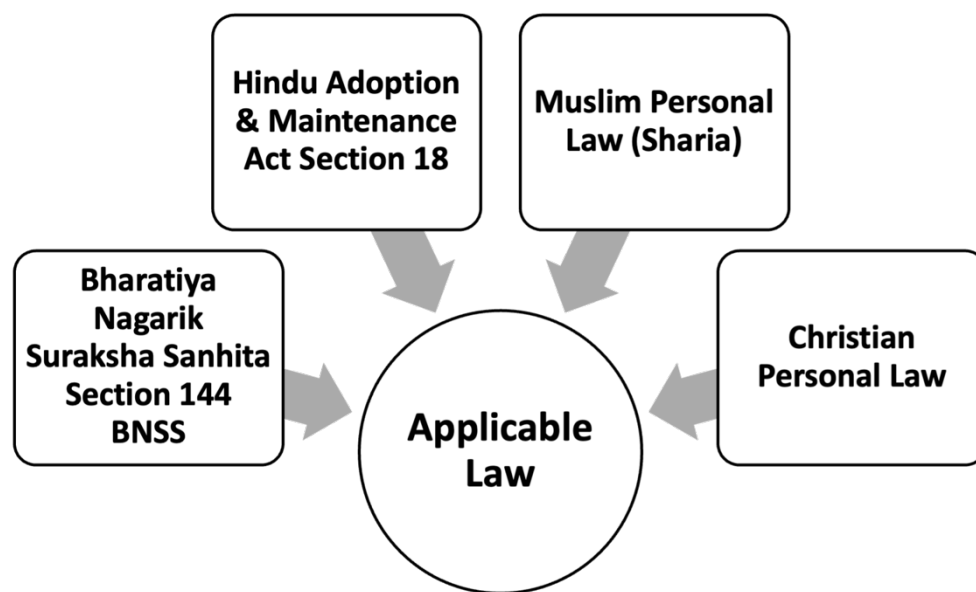 Hindu Adoption
& Maintenance
Act Section 18
Muslim Personal
Law (Sharia)
Bharatiya
Nagarik
Suraksha Sanhita
Section 144
BNSS
Christian
Personal Law
Applicable
Law